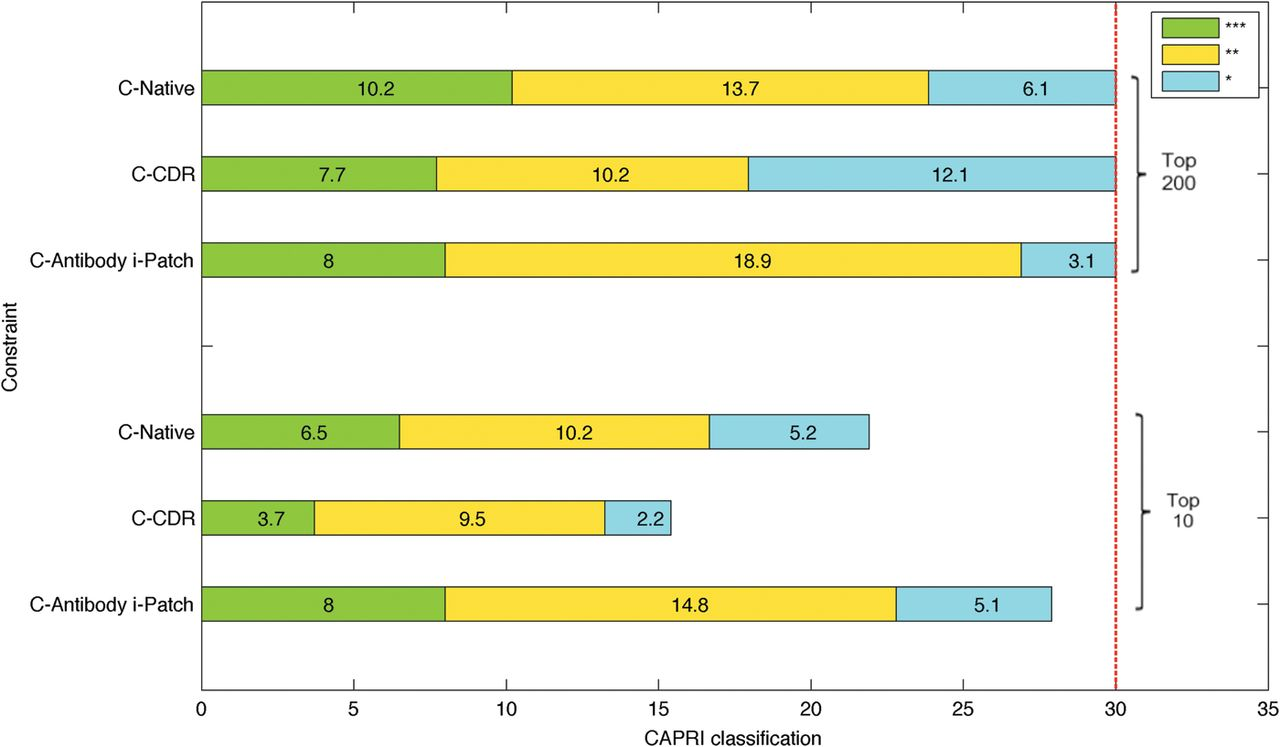 ***
**
*
C-Native
10.2 13.7 6.1
C-CDR
7.7 10.2 12.1
Top
200
C-Antibody i-Patch
8 18.9 3.1
Constraint
C-Native
6.5 10.2 5.2
C-CDR
3.7 9.5 2.2
Top
10
C-Antibody i-Patch
8 14.8 5.1
0 5 10 15 20 25 30 35
CAPRI classification